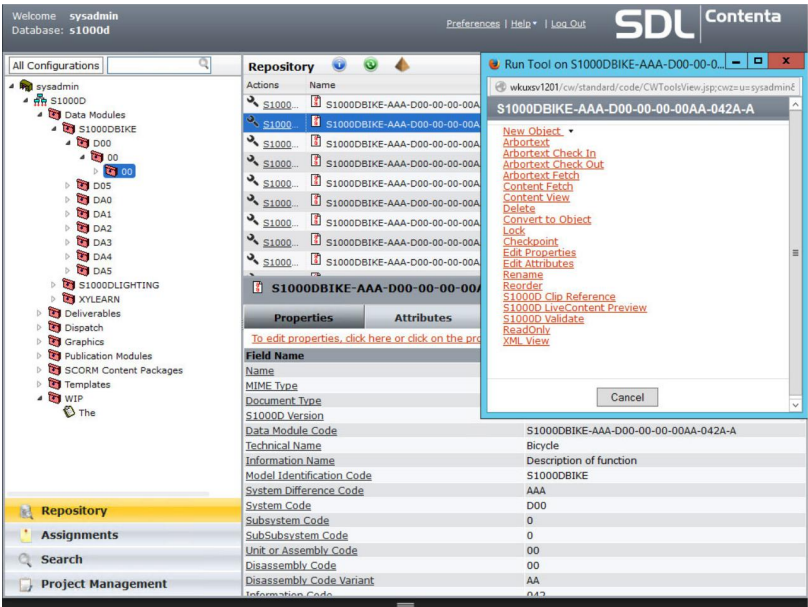 Welcome sysadmin
Database: s1000d
Preferences | Help | Log Out
SDL Contenta
All Configurations
sysadmin
S1000D
Data Modules
S1000DBIKE
D00
00
00
D05
DA0
DA1
DA2
DA3
DA4
DA5
S1000DLIGHTING
XYLEARN
Deliverables
Dispatch
Graphics
Publication Modules
SCORM Content Packages
Templates
WIP
The
Repository
Assignments
Search
Project Management
Repository
Actions Name
S1000... S1000DBIKE-AAA-D00-00-00-00A
S1000... S1000DBIKE-AAA-D00-00-00-00A
S1000... S1000DBIKE-AAA-D00-00-00-00A
S1000... S1000DBIKE-AAA-D00-00-00-00A
S1000... S1000DBIKE-AAA-D00-00-00-00A
S1000... S1000DBIKE-AAA-D00-00-00-00A
S1000... S1000DBIKE-AAA-D00-00-00-00A
S1000... S1000DBIKE-AAA-D00-00-00-00A
S1000... S1000DBIKE-AAA-D00-00-00-00A
S1000DBIKE-AAA-D00-00-00-00A
Properties Attributes
To edit properties, click here or click on the pro
Field Name
Name
MIME Type
Document Type
S1000D Version
Data Module Code S1000DBIKE-AAA-D00-00-00-00AA-042A-A
Technical Name Bicycle
Information Name Description of function
Model Identification Code S1000DBIKE
System Difference Code AAA
System Code D00
Subsystem Code 0
SubSubsystem Code 0
Unit or Assembly Code 00
Disassembly Code 00
Disassembly Code Variant AA
Information Code 042
Run Tool on S1000DBIKE-AAA-D00-00-0...
wkuxsv1201/cw/standard/code/CWToolsView.jsp;cwz=u=sysadmin&
S1000DBIKE-AAA-D00-00-00-00AA-042A-A
New Object
Arbortext
Arbortext Check In
Arbortext Check Out
Arbortext Fetch
Content Fetch
Content View
Delete
Convert to Object
Lock
Checkpoint
Edit Properties
Edit Attributes
Rename
Reorder
S1000D Clip Reference
S1000D LiveContent Preview
S1000D Validate
ReadOnly
XML View
Cancel